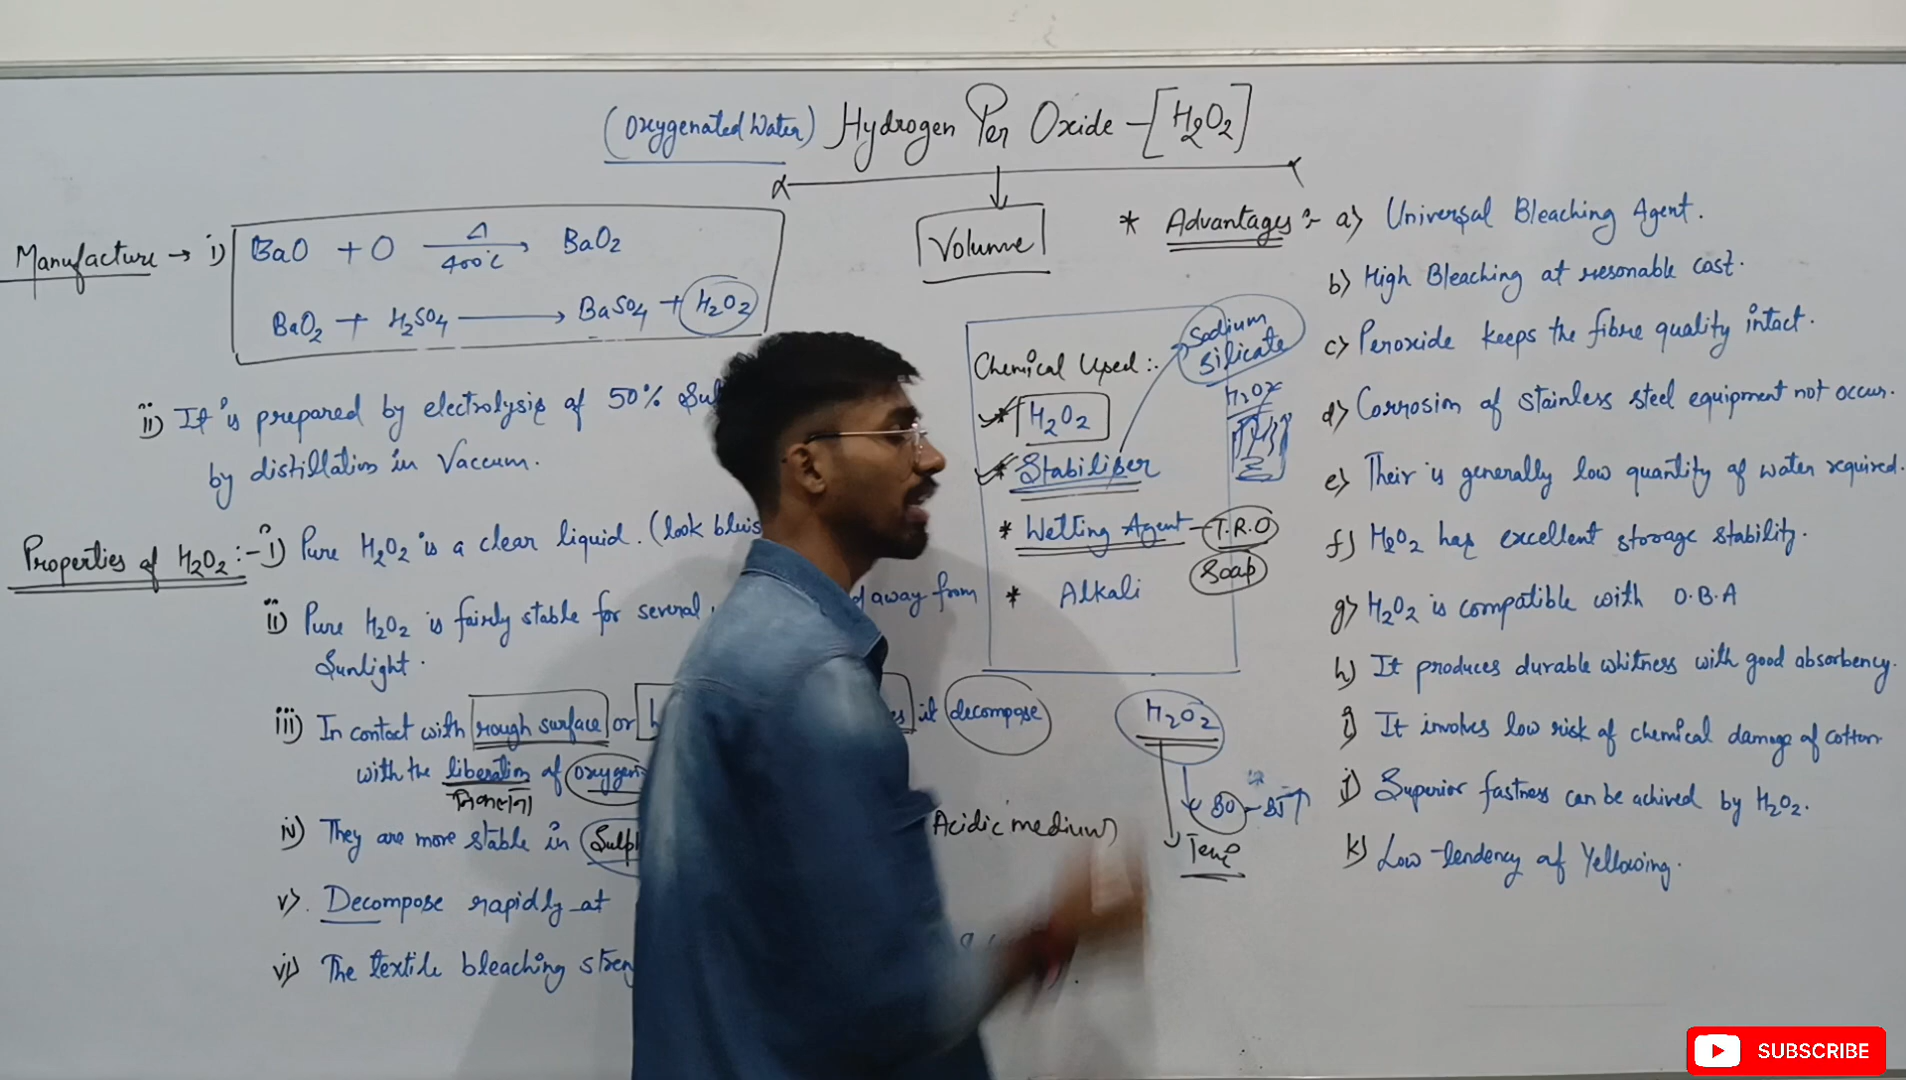 (Oxygenated Water) Hydrogen Per Oxide – [H2O2]
Volume
Manufacture → i) BaO + O Δ 400°C → BaO2
BaO2 + H2SO4 → BaSO4 + H2O2
ii) It is prepared by electrolysis of 50%
by distillation in Vaccum.
Properties of H2O2 :- i) Pure H2O2 is a clear liquid. (look
ii) Pure H2O2 is fairly stable for several away from
Sunlight.
iii) In contact with rough surface or it decompose
with the liberation of oxygen
iv) They are more stable in Acidic medium)
v) Decompose rapidly at
vi) The textile bleaching
Chemical Used :-
* H2O2
* Stabiliser
Sodium
Silicate
* Wetting Agent – T.R.O
Soap
* Alkali
H2O2
* Advantages :- a) Universal Bleaching Agent.
b) High Bleaching at resonable cost.
c) Peroxide keeps the fibre quality intact.
d) Corrosion of stainless steel equipment not occur.
e) Their is generally low quantity of water required.
f) H2O2 has excellent storage stability.
g) H2O2 is compatible with O.B.A
h) It produces durable whitness with good absorbency.
i) It involves low risk of chemical damage of cotton
j) Superior fastness can be achived by H2O2.
k) Low tendency of Yellowing.
SUBSCRIBE